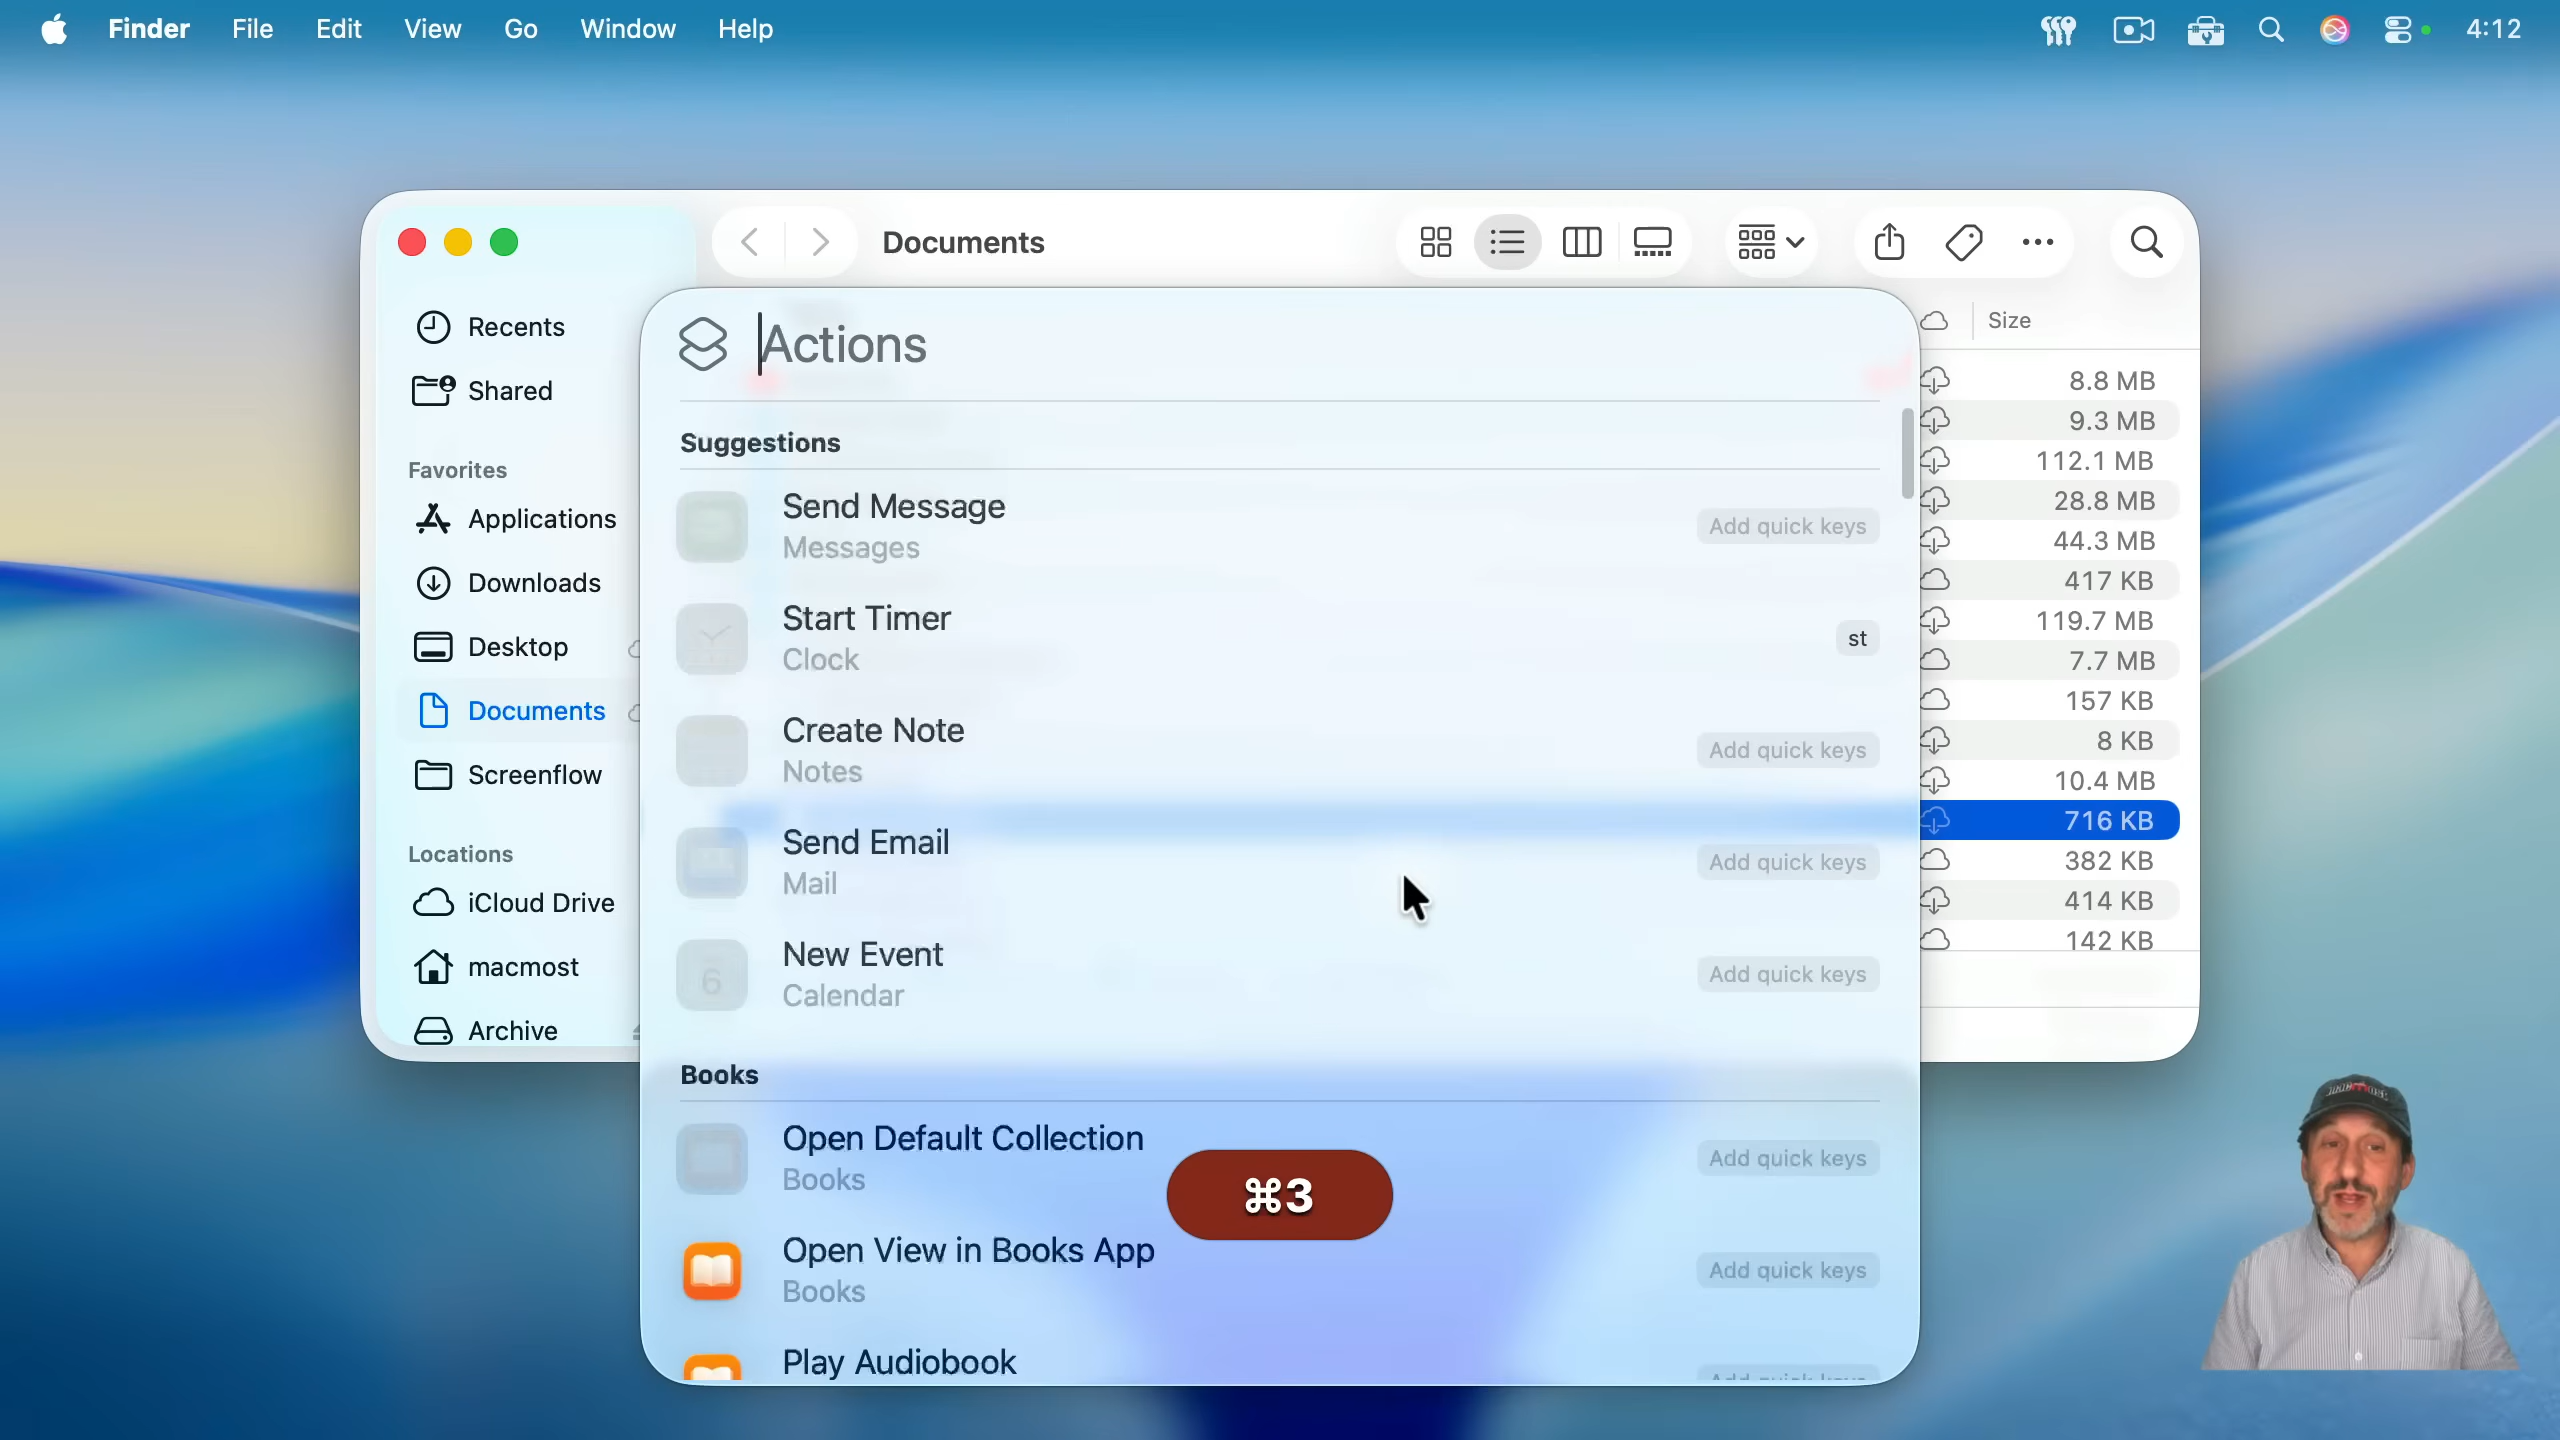 Finder File Edit View Go Window Help 4:12
Documents
Recents
Shared
Favorites
Applications
Downloads
Desktop
Documents
Screenflow
Locations
iCloud Drive
macmost
Archive
Actions
Suggestions
Send Message
Messages
Add quick keys
Start Timer
Clock
st
Create Note
Notes
Add quick keys
Send Email
Mail
Add quick keys
New Event
Calendar
6
Add quick keys
Books
Open Default Collection
Books
Add quick keys
⌘3
Open View in Books App
Books
Add quick keys
Play Audiobook
Add quick keys
Size
8.8 MB
9.3 MB
112.1 MB
28.8 MB
44.3 MB
417 KB
119.7 MB
7.7 MB
157 KB
8 KB
10.4 MB
716 KB
382 KB
414 KB
142 KB